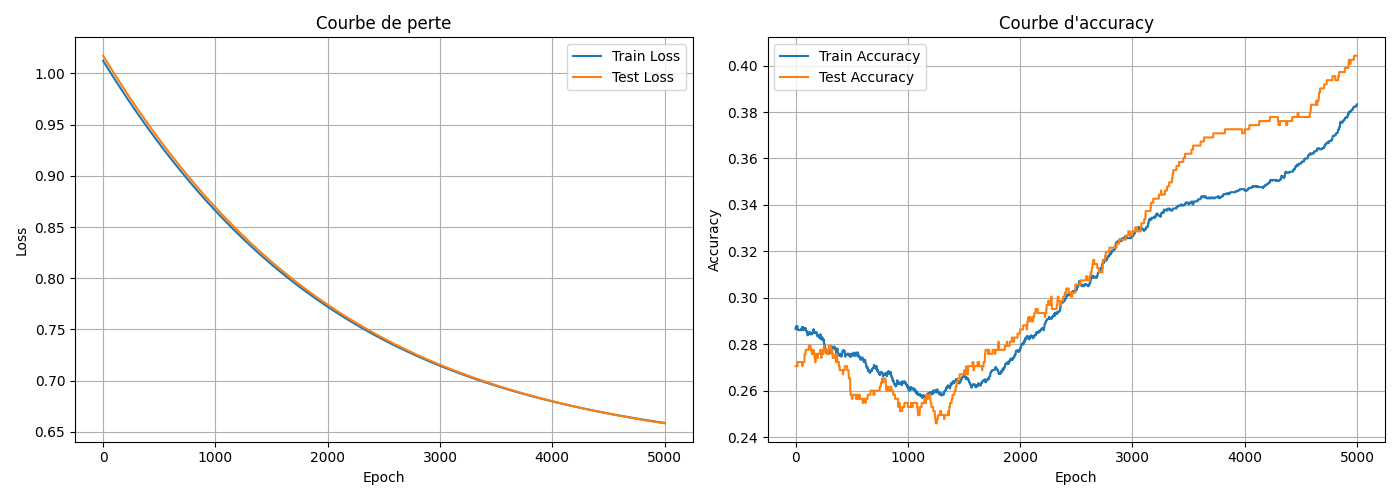 Courbe de perte
Train Loss
Test Loss
1.00
0.95
0.90
0.85
0.80
0.75
0.70
0.65
Loss
0 1000 2000 3000 4000 5000
Epoch
Courbe d'accuracy
Train Accuracy
Test Accuracy
0.40
0.38
0.36
0.34
0.32
0.30
0.28
0.26
0.24
Accuracy
0 1000 2000 3000 4000 5000
Epoch